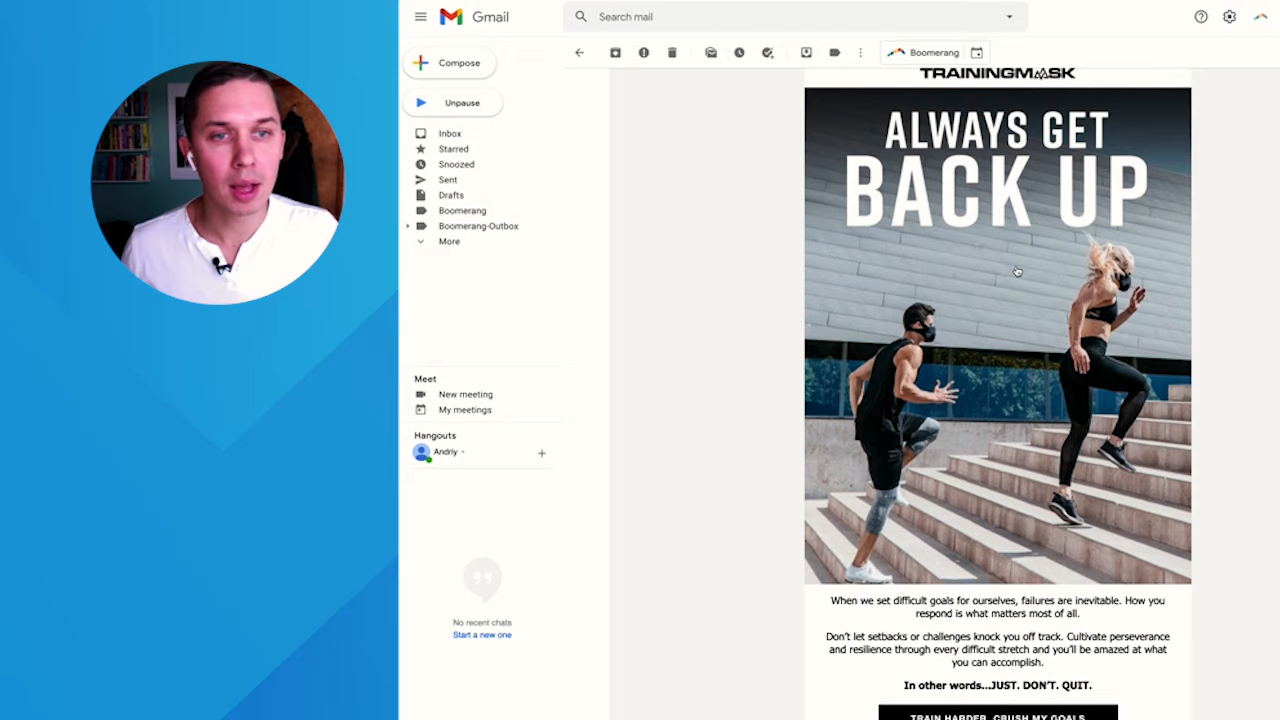 Gmail
Search mail
Compose
Boomerang
Unpause
Inbox
Starred
Snoozed
Sent
Drafts
Boomerang
Boomerang-Outbox
More
Meet
New meeting
My meetings
Hangouts
Andriy
No recent chats
Start a new one
TRAININGMASK
ALWAYS GET
BACK UP
When we set difficult goals for ourselves, failures are inevitable. How you
respond is what matters most of all.
Don't let setbacks or challenges knock you off track. Cultivate perseverance
and resilience through every difficult stretch and you'll be amazed at what
you can accomplish.
In other words...JUST. DON'T. QUIT.
TRAIN HARDER. CRUSH MY GOALS